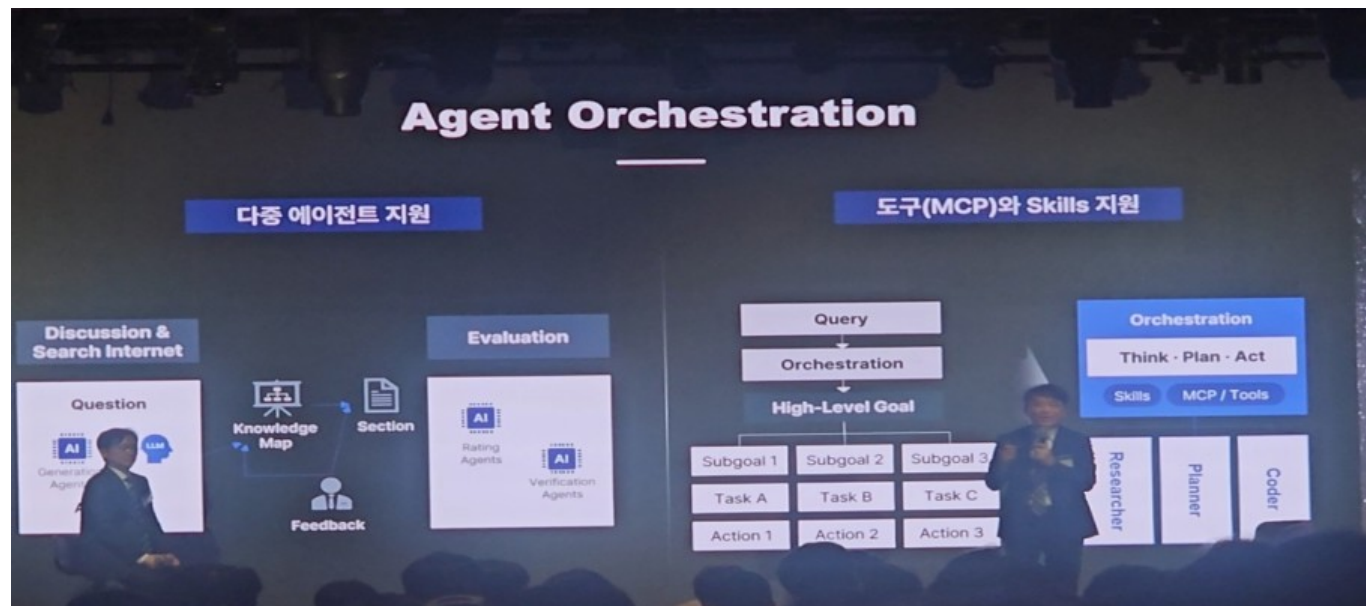 Agent Orchestration
다중 에이전트 지원
Discussion &
Search Internet
Question
AI
LLM
Knowledge
Map
Section
Feedback
Evaluation
AI
Rating
Agents
AI
Verification
Agents
도구(MCP)와 Skills 지원
Query
Orchestration
High-Level Goal
Subgoal 1
Subgoal 2
Subgoal 3
Task A
Task B
Task C
Action 1
Action 2
Action 3
Orchestration
Think · Plan · Act
Skills
MCP / Tools
Researcher
Planner
Coder